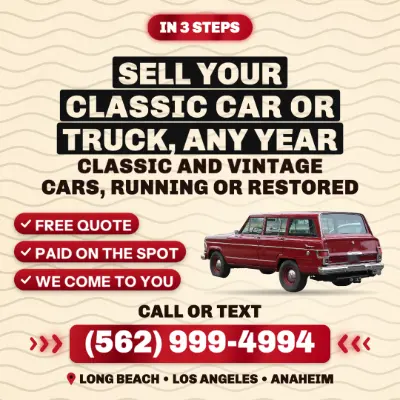 IN 3 STEPS
SELL YOUR
CLASSIC CAR OR
TRUCK, ANY YEAR
CLASSIC AND VINTAGE
CARS, RUNNING OR RESTORED
FREE QUOTE
PAID ON THE SPOT
WE COME TO YOU
CALL OR TEXT
(562) 999-4994
LONG BEACH • LOS ANGELES • ANAHEIM